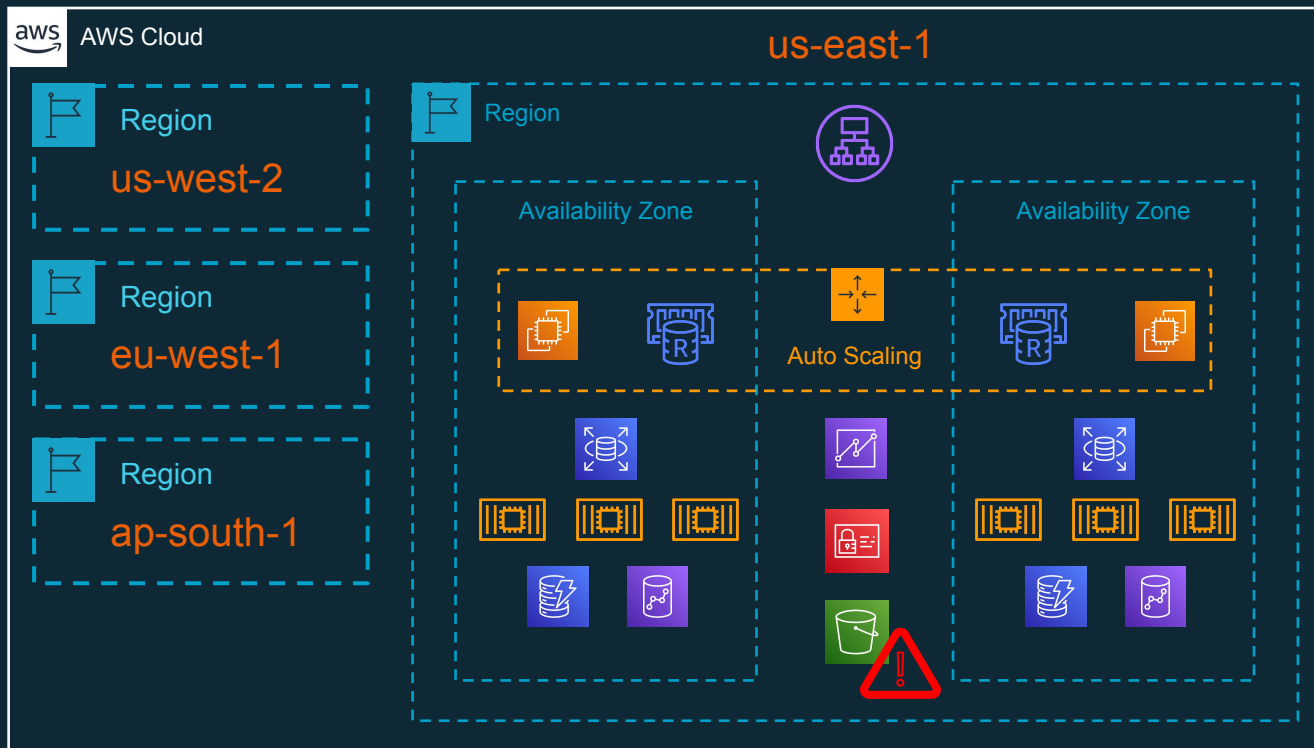 aws
AWS Cloud
us-east-1
Region
us-west-2
Region
eu-west-1
Region
ap-south-1
Region
Availability Zone
Availability Zone
R
Auto Scaling
R